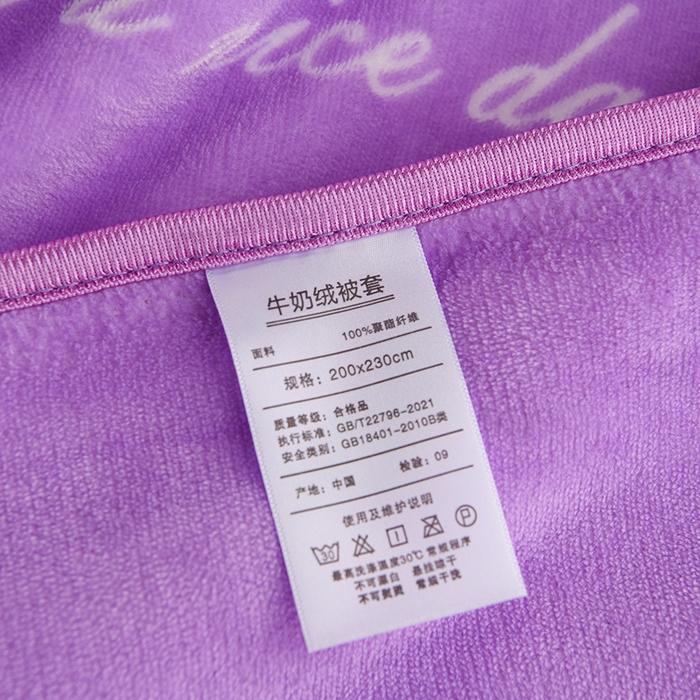 nice da
牛奶绒被套
面料 100%聚酯纤维
规格：200x230cm
质量等级：合格品
执行标准：GB/T22796-2021
安全类别：GB18401-2010B类
产地：中国 检验：09
使用及维护说明
30 P
最高洗涤温度30℃ 常规程序
不可漂白 悬挂晾干
不可熨烫 常规干洗